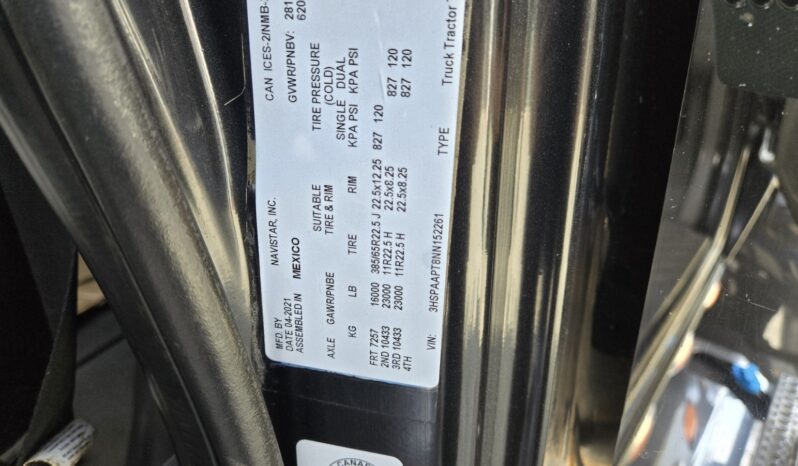 MFD. BY NAVISTAR, INC. CAN ICES-2/NMB-
DATE 04-2021
ASSEMBLED IN MEXICO GVWR/PNBV: 281
620
AXLE GAWR/PNBE SUITABLE TIRE PRESSURE
TIRE & RIM (COLD)
SINGLE DUAL
KG LB TIRE RIM KPA PSI KPA PSI
FRT 7257 16000 385/65R22.5 J 22.5x12.25 827 120
2ND 10433 23000 11R22.5 H 22.5x8.25 827 120
3RD 10433 23000 11R22.5 H 22.5x8.25 827 120
4TH
VIN: 3HSPAAPT8NN152261 TYPE Truck Tractor
CANA